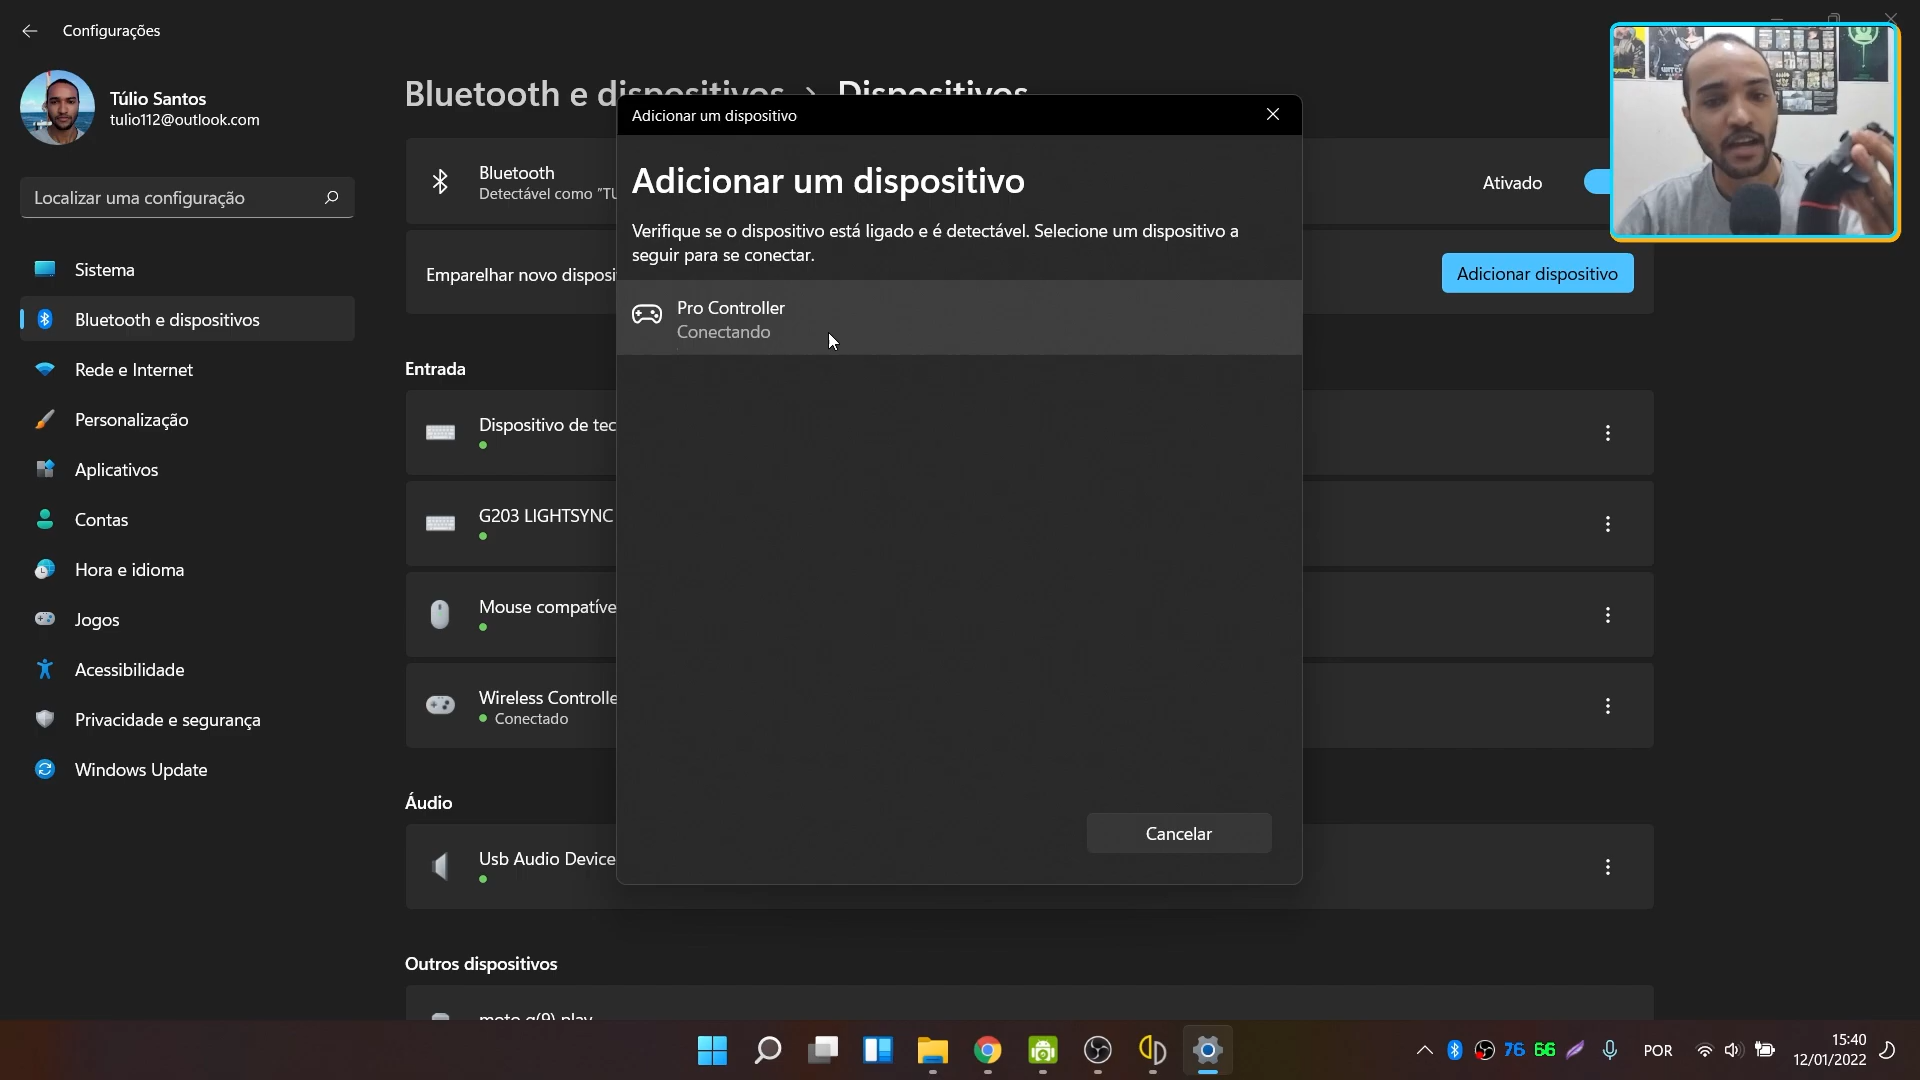 Configurações
Túlio Santos
tulio112@outlook.com
Localizar uma configuração
Sistema
Bluetooth e dispositivos
Rede e Internet
Personalização
Aplicativos
Contas
Hora e idioma
Jogos
Acessibilidade
Privacidade e segurança
Windows Update
Bluetooth e dispositivos > Dispositivos
Bluetooth
Detectável como "TU
Ativado
Emparelhar novo disposi
Adicionar dispositivo
Entrada
Dispositivo de tec
G203 LIGHTSYNC
Mouse compatíve
Wireless Controlle
Conectado
Áudio
Usb Audio Device
Outros dispositivos
moto g(9) play
Adicionar um dispositivo
Adicionar um dispositivo
Verifique se o dispositivo está ligado e é detectável. Selecione um dispositivo a
seguir para se conectar.
Pro Controller
Conectando
Cancelar
76
66
POR
15:40
12/01/2022